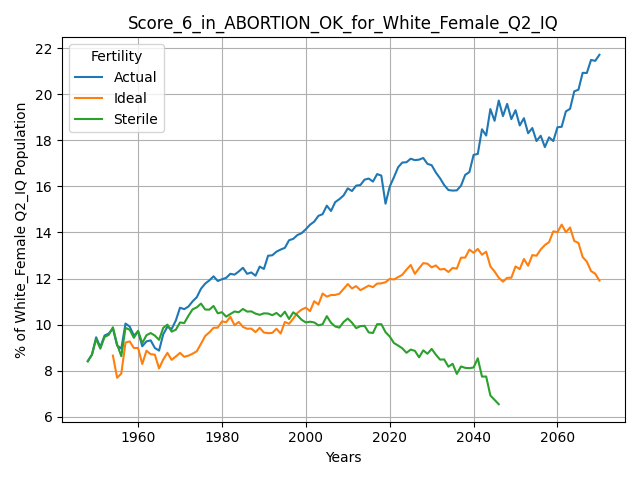 Score_6_in_ABORTION_OK_for_White_Female_Q2_IQ
% of White_Female Q2_IQ Population
22
20
18
16
14
12
10
8
6
Fertility
Actual
Ideal
Sterile
1960 1980 2000 2020 2040 2060
Years